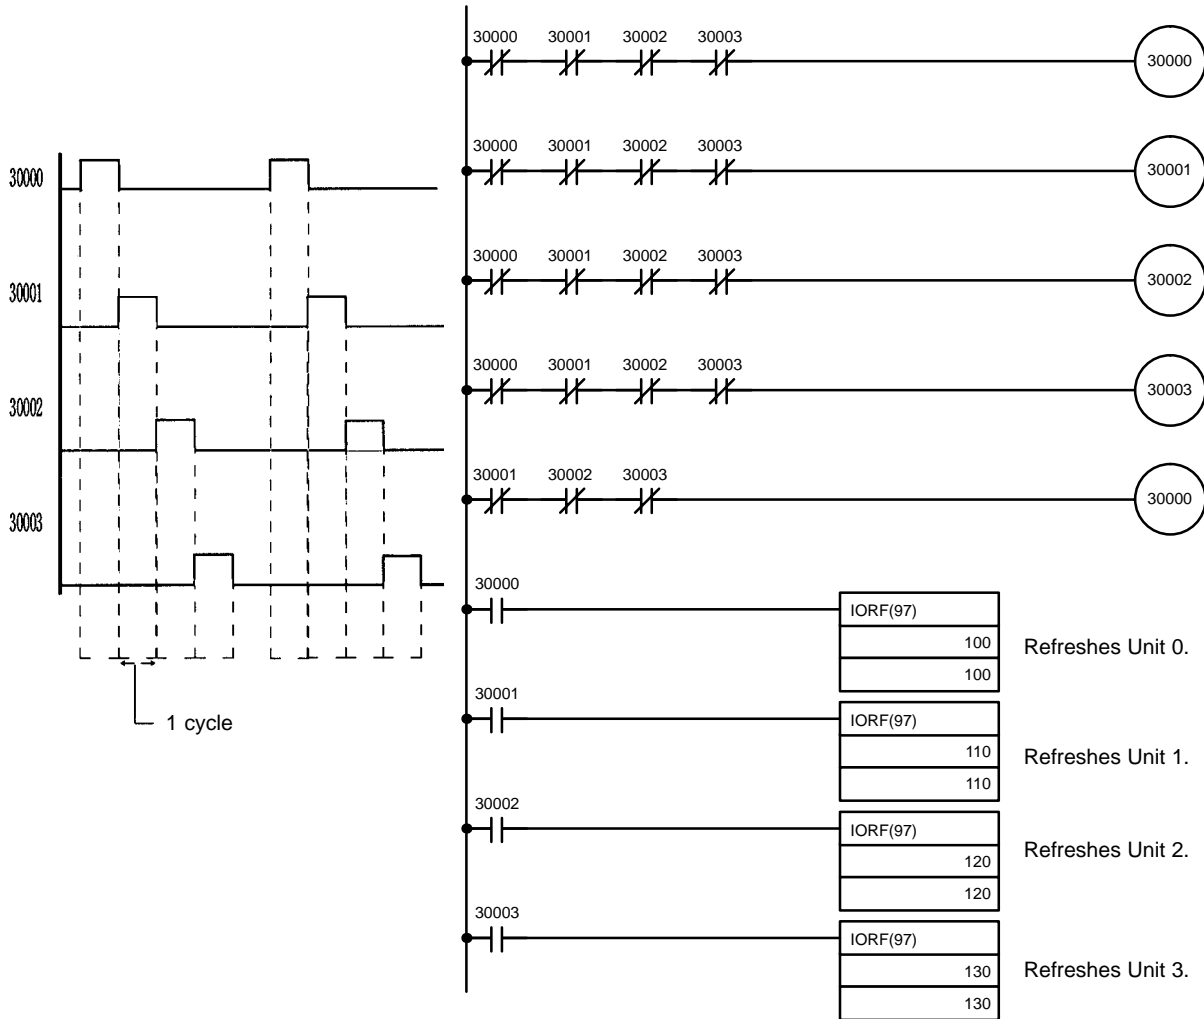 30000
30001
30002
30003
1 cycle
30000 30001 30002 30003
30000
30000 30001 30002 30003
30001
30000 30001 30002 30003
30002
30000 30001 30002 30003
30003
30001 30002 30003
30000
30000
IORF(97)
100
100
Refreshes Unit 0.
30001
IORF(97)
110
110
Refreshes Unit 1.
30002
IORF(97)
120
120
Refreshes Unit 2.
30003
IORF(97)
130
130
Refreshes Unit 3.